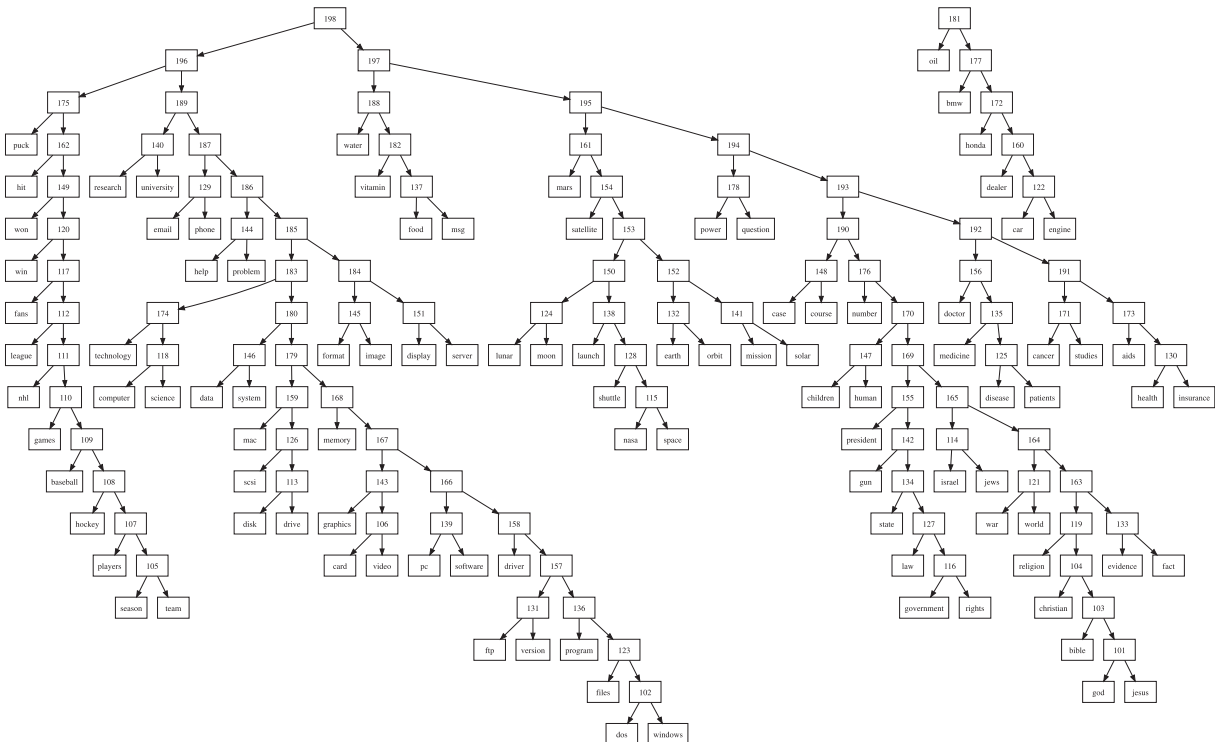 198 181
196 197 oil 177
175 189 188 195 bmw 172
puck 162 140 187 water 182 161 194 honda 160
hit 149 research university 129 186 vitamin 137 mars 154 178 193 dealer 122
won 120 email phone 144 185 food msg satellite 153 power question 190 192 car engine
win 117 help problem 183 184 150 152 148 176 156 191
fans 112 174 180 145 151 124 138 132 141 case course number 170 doctor 135 171 173
league 111 technology 118 146 179 format image display server lunar moon launch 128 earth orbit mission solar 147 169 medicine 125 cancer studies aids 130
nhl 110 computer science data system 159 168 shuttle 115 children human 155 165 disease patients health insurance
games 109 mac 126 memory 167 nasa space president 142 114 164
baseball 108 scsi 113 143 166 gun 134 israel jews 121 163
hockey 107 disk drive graphics 106 139 158 state 127 war world 119 133
players 105 card video pc software driver 157 law 116 religion 104 evidence fact
season team 131 136 government rights christian 103
ftp version program 123 bible 101
files 102 god jesus
dos windows